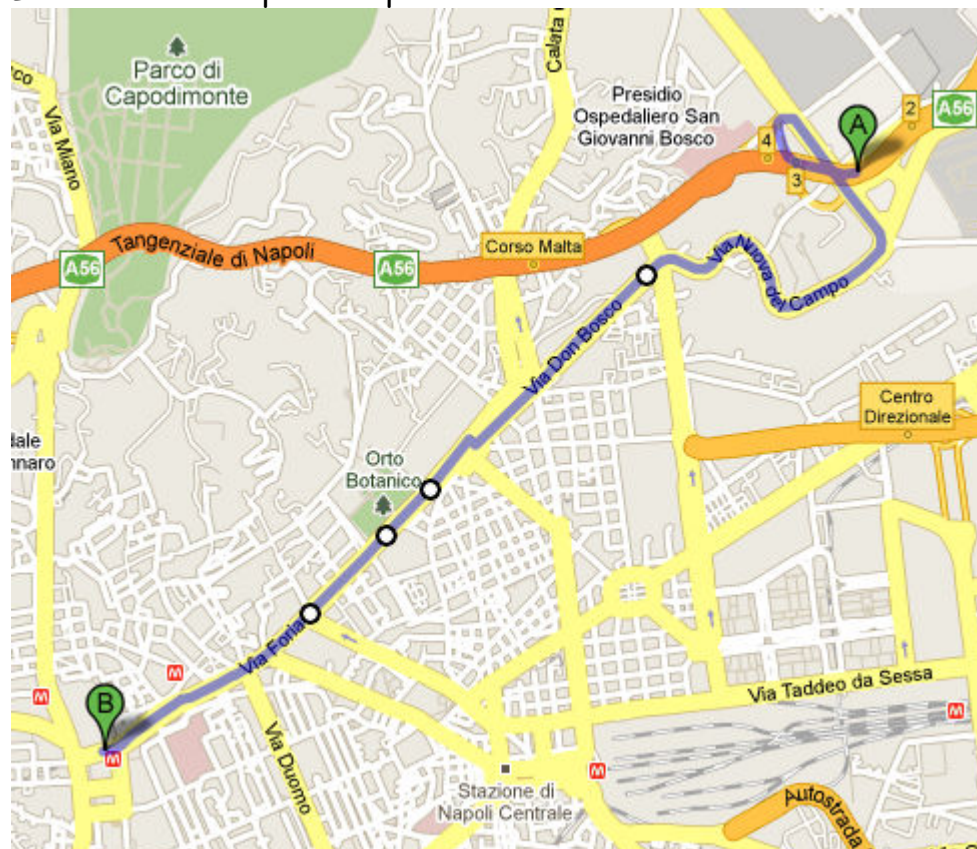 Parco di
Capodimonte
Calata
Via Miano
co
Presidio
Ospedaliero San
Giovanni Bosco
4
3
2
A
A56
Tangenziale di Napoli
A56
A56
Corso Malta
Via Nuova del Campo
Via Don Bosco
Centro
Direzionale
dale
nnaro
Orto
Botanico
Via Foria
B
M
M
M
Via Duomo
Via Taddeo da Sessa
M
M
Stazione di
Napoli Centrale
Autostrada